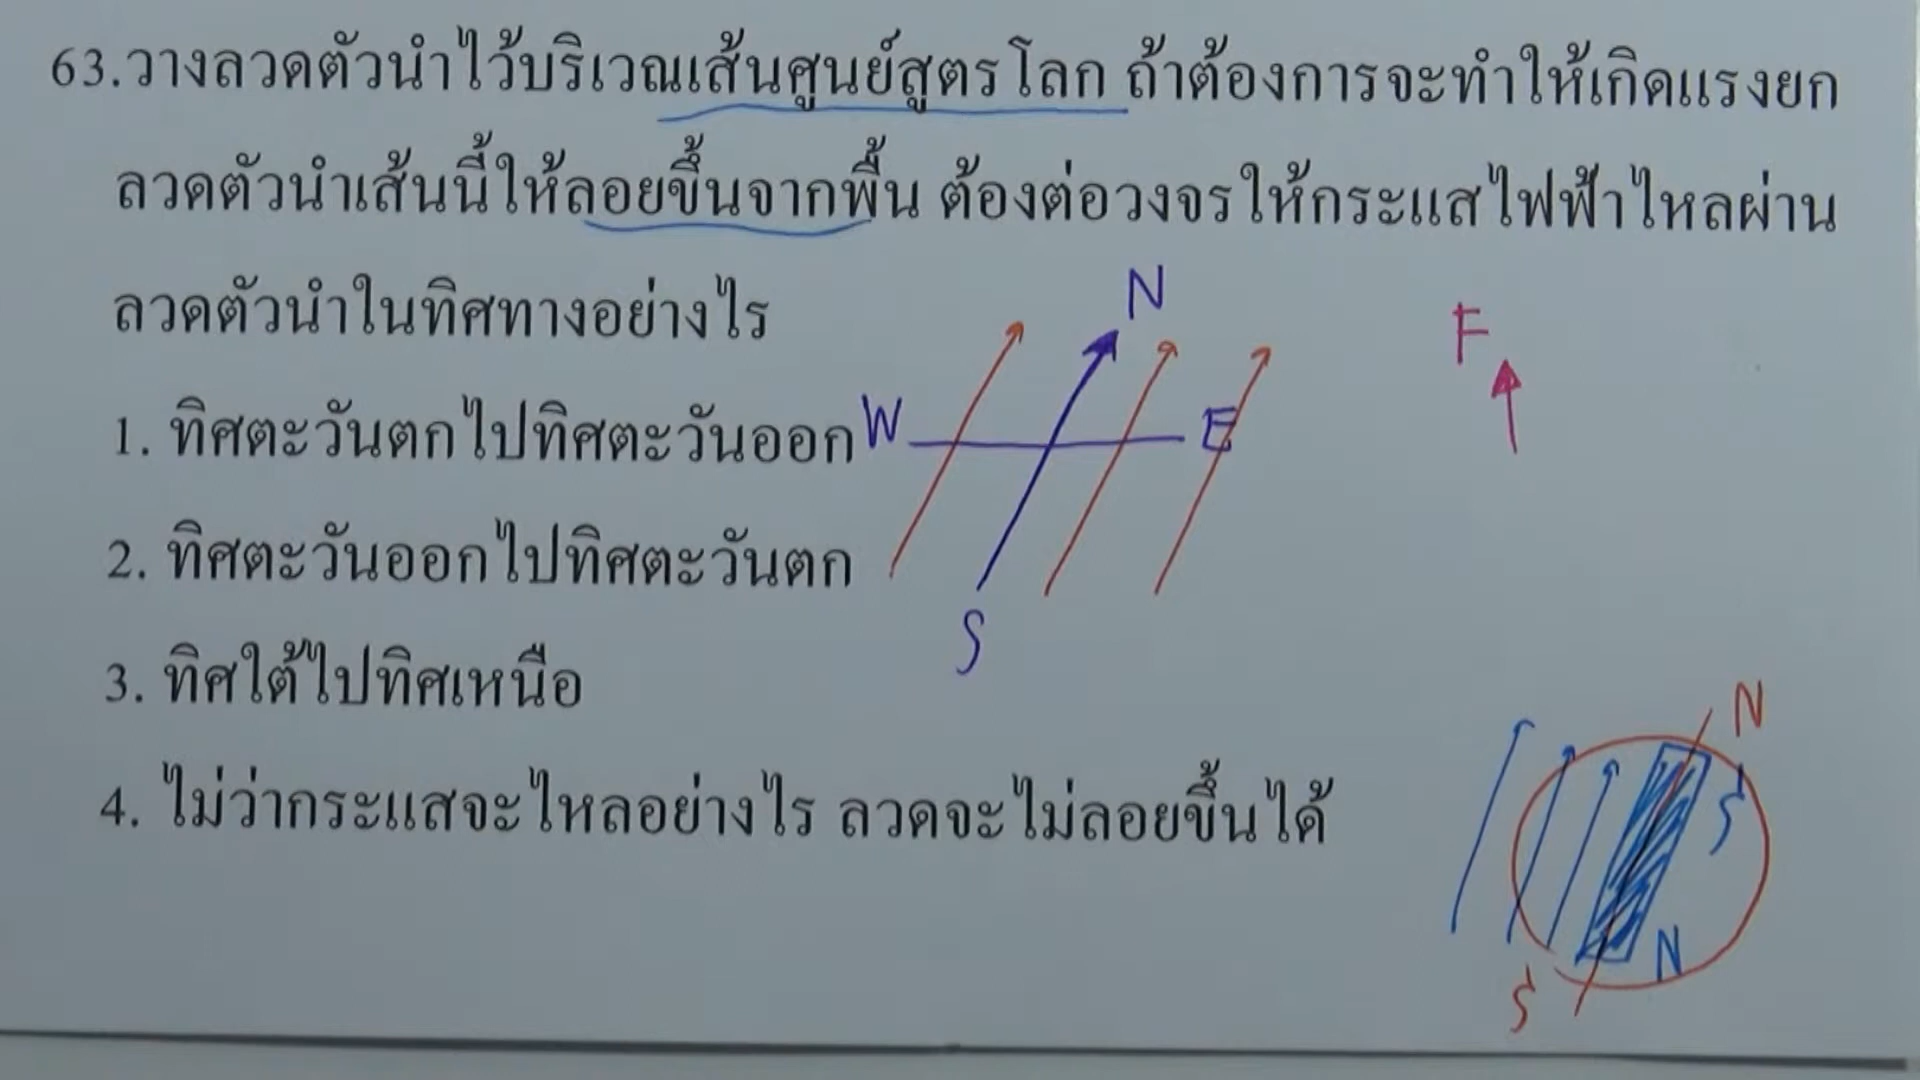 63.วางลวดตัวนำไว้บริเวณเส้นศูนย์สูตรโลก ถ้าต้องการจะทำให้เกิดแรงยก
ลวดตัวนำเส้นนี้ให้ลอยขึ้นจากพื้น ต้องต่อวงจรให้กระแสไฟฟ้าไหลผ่าน
ลวดตัวนำในทิศทางอย่างไร
N
F
1. ทิศตะวันตกไปทิศตะวันออก W E
2. ทิศตะวันออกไปทิศตะวันตก
S
3. ทิศใต้ไปทิศเหนือ
N
4. ไม่ว่ากระแสจะไหลอย่างไร ลวดจะไม่ลอยขึ้นได้
S
N
S